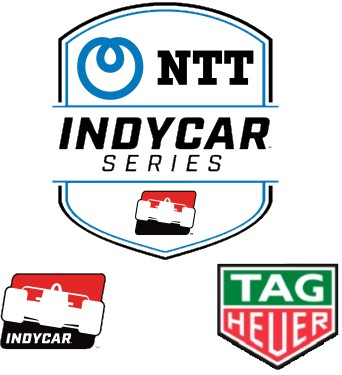 NTT
INDYCAR
SERIES
INDYCAR
TAG
HEUER